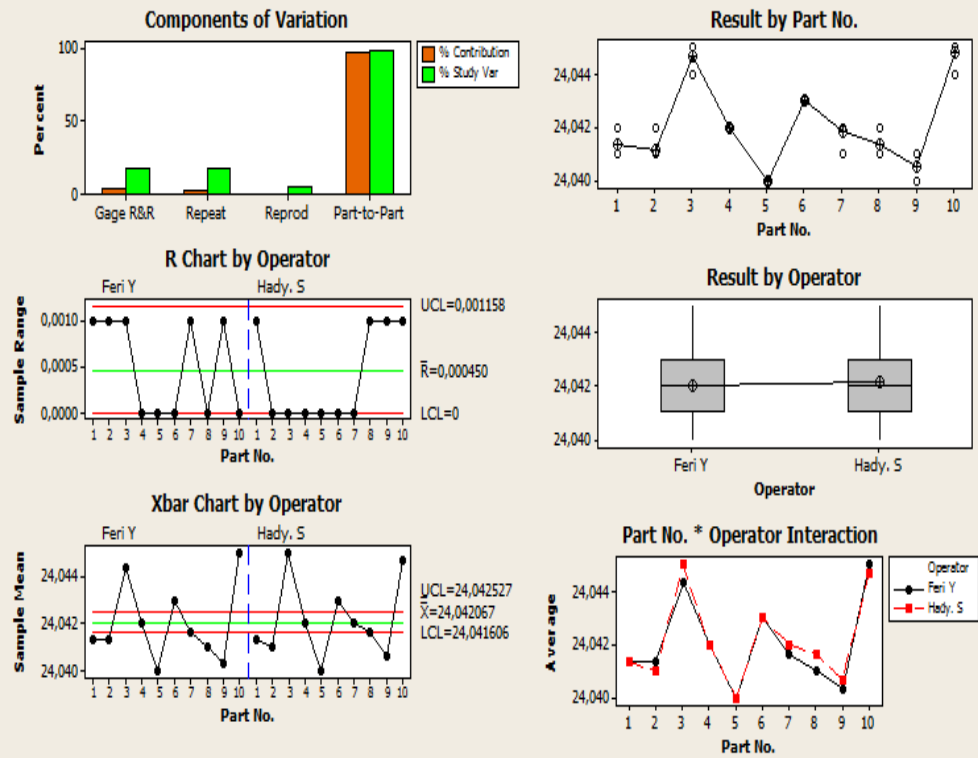 Components of Variation
100
50
0
Percent
% Contribution
% Study Var
Gage R&R Repeat Reprod Part-to-Part
R Chart by Operator
Feri Y Hady. S
0,0010
0,0005
0,0000
Sample Range
UCL=0,001158
R=0,000450
LCL=0
1 2 3 4 5 6 7 8 9 10 1 2 3 4 5 6 7 8 9 10
Part No.
Xbar Chart by Operator
Feri Y Hady. S
24,044
24,042
24,040
Sample Mean
UCL=24,042527
X=24,042067
LCL=24,041606
1 2 3 4 5 6 7 8 9 10 1 2 3 4 5 6 7 8 9 10
Part No.
Result by Part No.
24,044
24,042
24,040
1 2 3 4 5 6 7 8 9 10
Part No.
Result by Operator
24,044
24,042
24,040
Feri Y Hady. S
Operator
Part No. * Operator Interaction
24,044
24,042
24,040
Average
Operator
Feri Y
Hady. S
1 2 3 4 5 6 7 8 9 10
Part No.